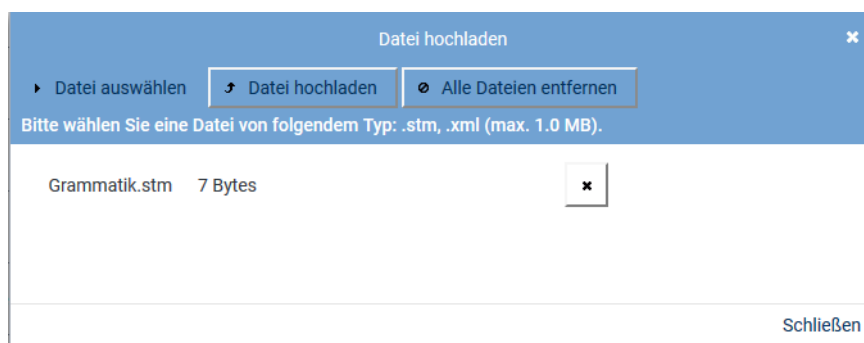 Datei hochladen
Datei auswählen Datei hochladen Alle Dateien entfernen
Bitte wählen Sie eine Datei von folgendem Typ: .stm, .xml (max. 1.0 MB).
Grammatik.stm 7 Bytes
Schließen